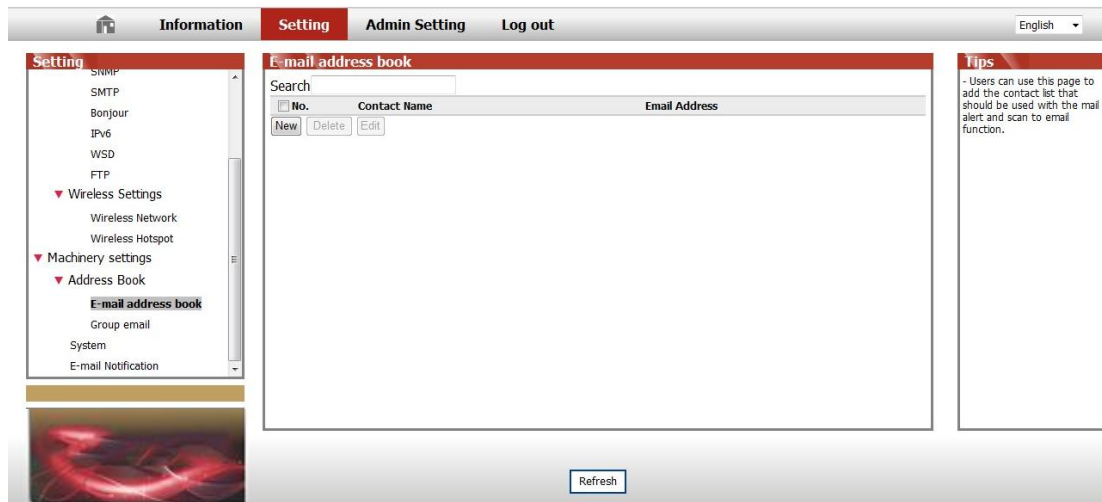 Information Setting Admin Setting Log out English
Setting
SNMP
SMTP
Bonjour
IPv6
WSD
FTP
Wireless Settings
Wireless Network
Wireless Hotspot
Machinery settings
Address Book
E-mail address book
Group email
System
E-mail Notification
E-mail address book
Search
No. Contact Name Email Address
New Delete Edit
Refresh
Tips
- Users can use this page to
add the contact list that
should be used with the mail
alert and scan to email
function.